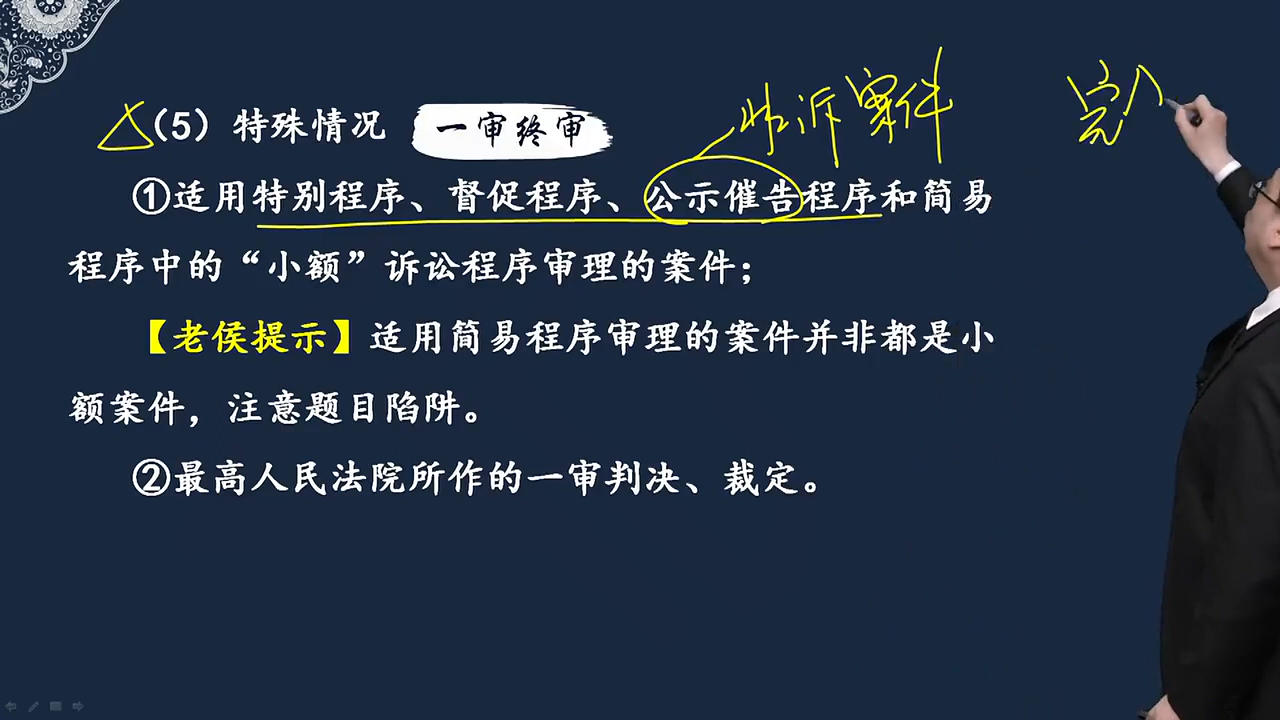 (5)特殊情况 一审终审
诉案件
①适用特别程序、督促程序、公示催告程序和简易
程序中的“小额”诉讼程序审理的案件；
【老侯提示】适用简易程序审理的案件并非都是小
额案件，注意题目陷阱。
②最高人民法院所作的一审判决、裁定。